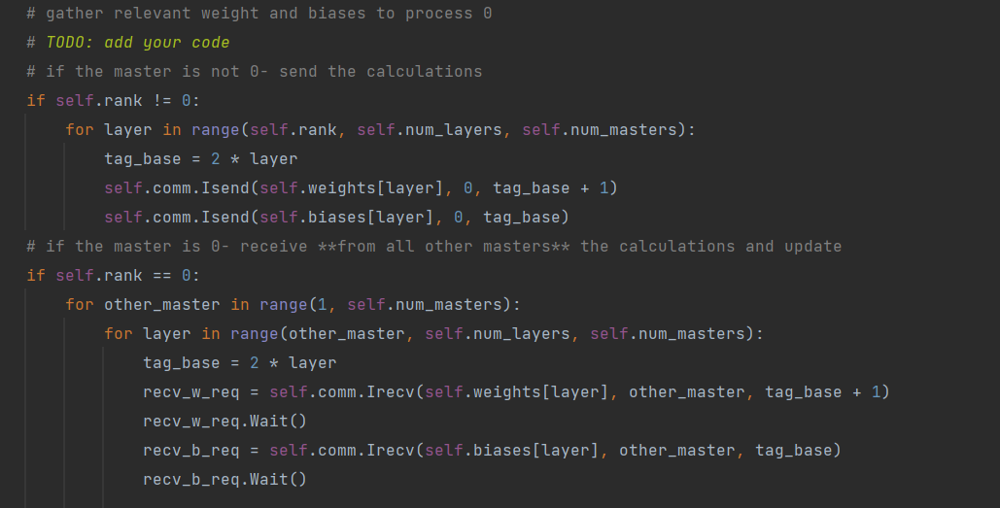 # gather relevant weight and biases to process 0
# TODO: add your code
# if the master is not 0- send the calculations
if self.rank != 0:
    for layer in range(self.rank, self.num_layers, self.num_masters):
        tag_base = 2 * layer
        self.comm.Isend(self.weights[layer], 0, tag_base + 1)
        self.comm.Isend(self.biases[layer], 0, tag_base)
# if the master is 0- receive **from all other masters** the calculations and update
if self.rank == 0:
    for other_master in range(1, self.num_masters):
        for layer in range(other_master, self.num_layers, self.num_masters):
            tag_base = 2 * layer
            recv_w_req = self.comm.Irecv(self.weights[layer], other_master, tag_base + 1)
            recv_w_req.Wait()
            recv_b_req = self.comm.Irecv(self.biases[layer], other_master, tag_base)
            recv_b_req.Wait()